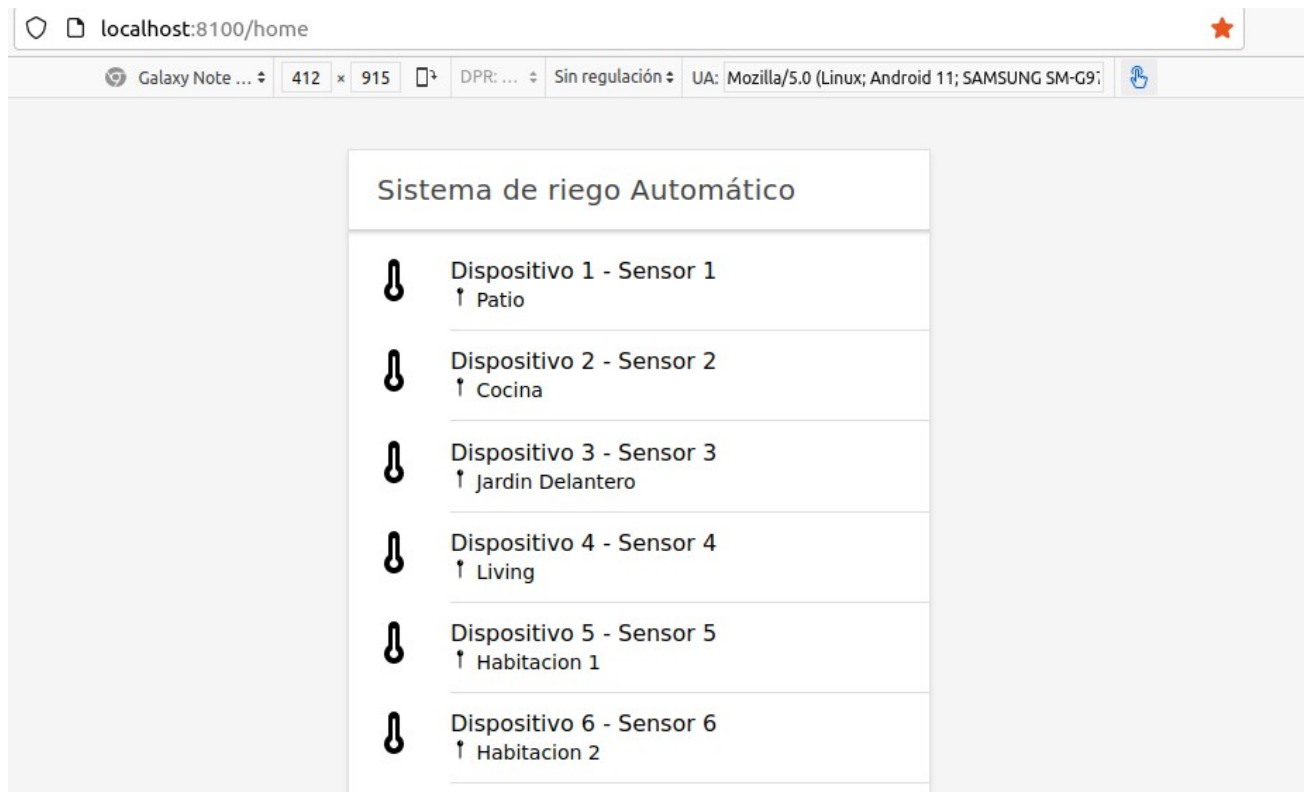 localhost:8100/home
Galaxy Note ... 412 × 915 DPR: ... Sin regulación UA: Mozilla/5.0 (Linux; Android 11; SAMSUNG SM-G97
Sistema de riego Automático
Dispositivo 1 - Sensor 1
Patio
Dispositivo 2 - Sensor 2
Cocina
Dispositivo 3 - Sensor 3
Jardin Delantero
Dispositivo 4 - Sensor 4
Living
Dispositivo 5 - Sensor 5
Habitacion 1
Dispositivo 6 - Sensor 6
Habitacion 2